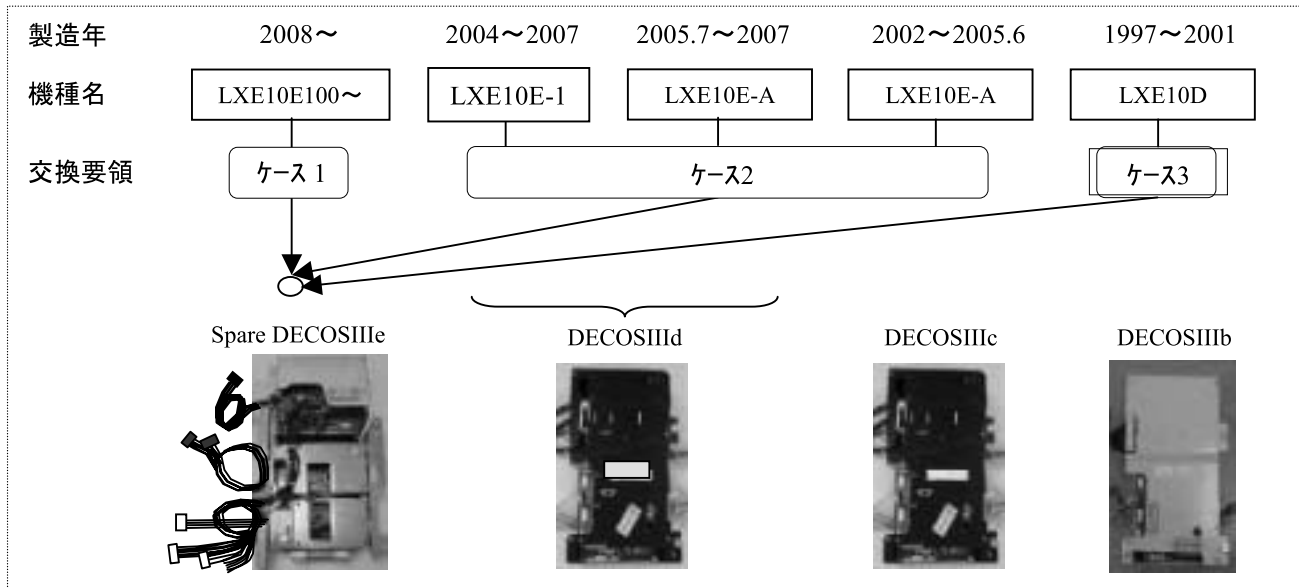 製造年 2008～ 2004～2007 2005.7～2007 2002～2005.6 1997～2001
機種名 LXE10E100～ LXE10E-1 LXE10E-A LXE10E-A LXE10D
交換要領 ｹｰｽ 1 ｹｰｽ2 ｹｰｽ3
Spare DECOSIIIe DECOSIIId DECOSIIIc DECOSIIIb